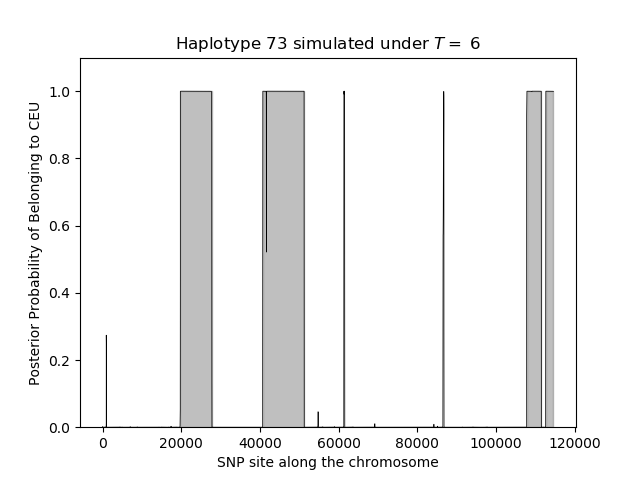 Haplotype 73 simulated under T = 6
Posterior Probability of Belonging to CEU
1.0
0.8
0.6
0.4
0.2
0.0
0 20000 40000 60000 80000 100000 120000
SNP site along the chromosome